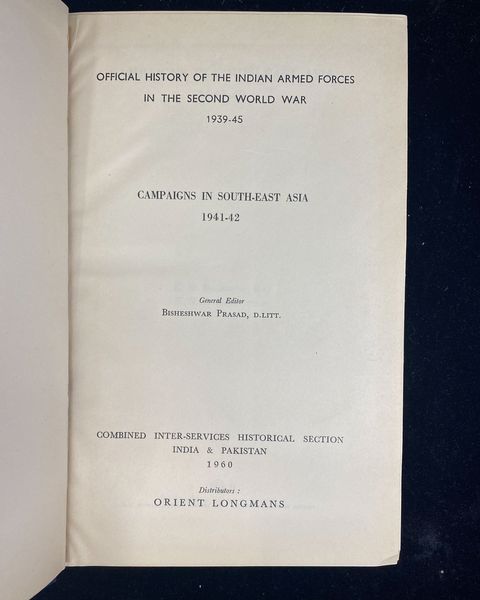 OFFICIAL HISTORY OF THE INDIAN ARMED FORCES
IN THE SECOND WORLD WAR
1939-45
CAMPAIGNS IN SOUTH-EAST ASIA
1941-42
General Editor
BISHESHWAR PRASAD, D.LITT.
COMBINED INTER-SERVICES HISTORICAL SECTION
INDIA & PAKISTAN
1960
Distributors :
ORIENT LONGMANS